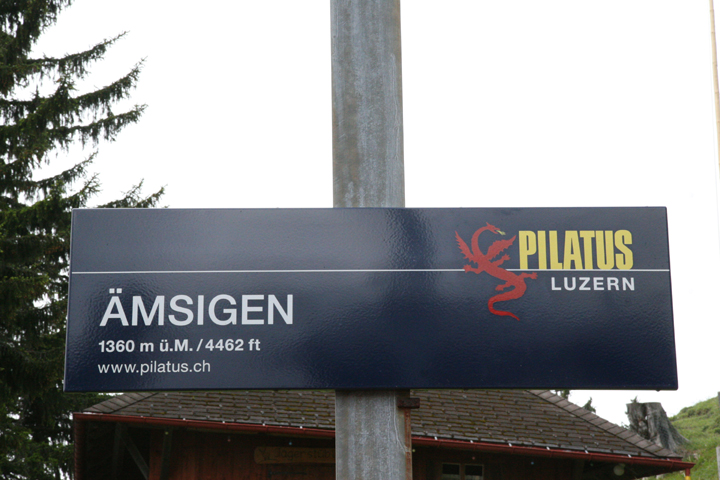 PILATUS
LUZERN
ÄMSIGEN
1360 m ü.M. / 4462 ft
www.pilatus.ch